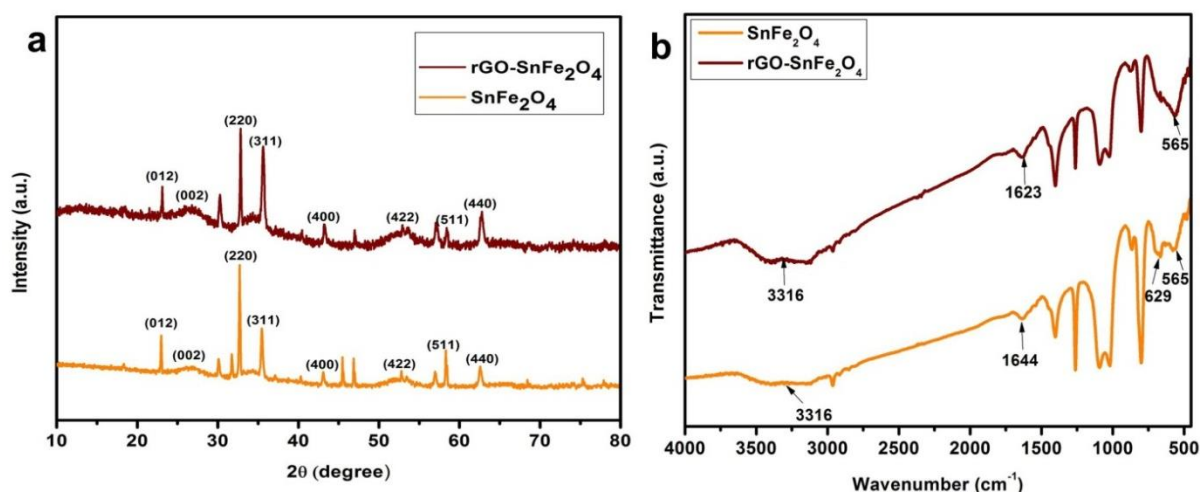 a
rGO-SnFe₂O₄
SnFe₂O₄
(220)
(311)
(012)
(002)
(400)
(422)
(511)
(440)
(220)
(012)
(311)
(002)
(400)
(422)
(511)
(440)
Intensity (a.u.)
10 20 30 40 50 60 70 80
2θ (degree)
b
SnFe₂O₄
rGO-SnFe₂O₄
565
1623
3316
629
565
1644
3316
Transmittance (a.u.)
4000 3500 3000 2500 2000 1500 1000 500
Wavenumber (cm⁻¹)